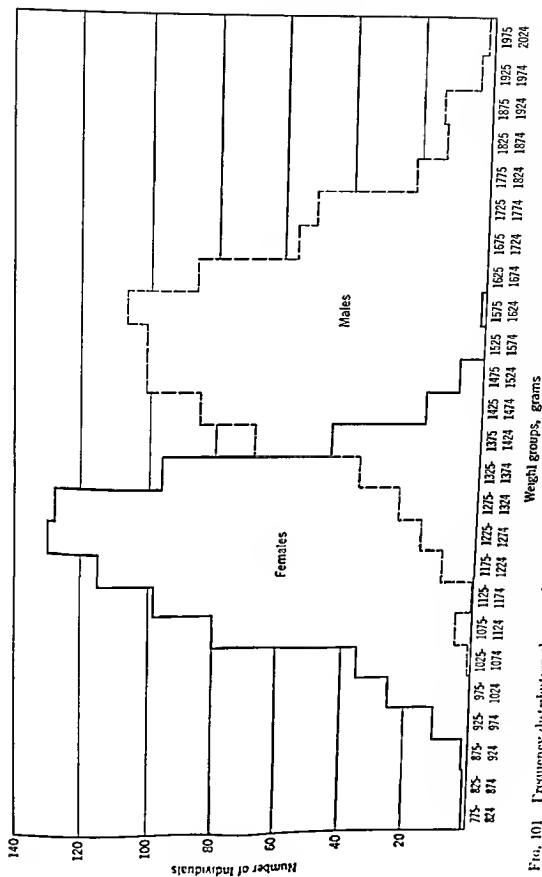 140
120
100
80
60
40
20
Number of Individuals
Females
Males
775- 825- 875- 925- 975- 1025- 1075- 1125- 1175- 1225- 1275- 1325- 1375 1425 1475 1525 1575 1625 1675 1725 1775 1825 1875 1925 1975
824 874 924 974 1024 1074 1124 1174 1224 1274 1324 1374 1424 1474 1524 1574 1624 1674 1724 1774 1824 1874 1924 1974 2024
Weight groups, grams
FIG. 101 Frequency